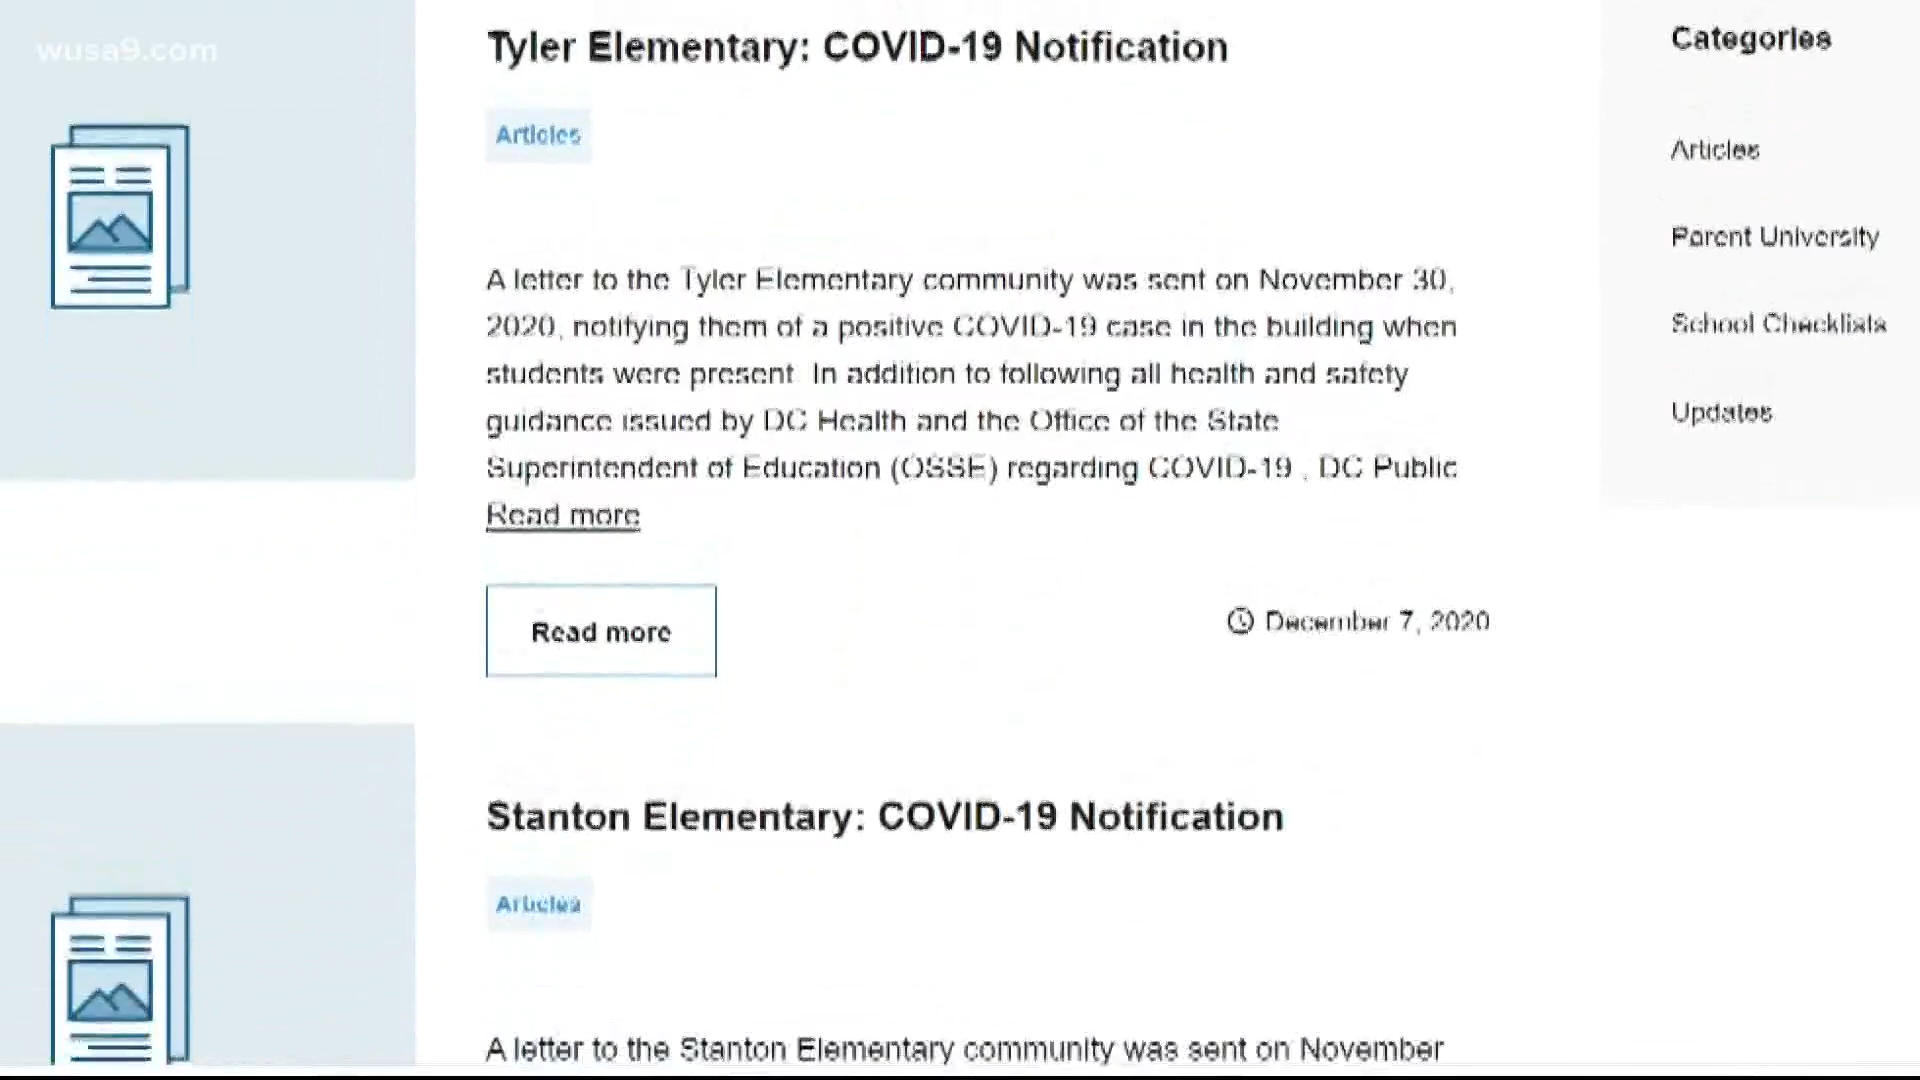 wusa9.com
Tyler Elementary: COVID-19 Notification
Articles
A letter to the Tyler Elementary community was sent on November 30,
2020, notifying them of a positive COVID-19 case in the building when
students were present. In addition to following all health and safety
guidance issued by DC Health and the Office of the State
Superintendent of Education (OSSE) regarding COVID-19 , DC Public
Read more
Read more
December 7, 2020
Stanton Elementary: COVID-19 Notification
Articles
A letter to the Stanton Elementary community was sent on November
Categories
Articles
Parent University
School Checklists
Updates